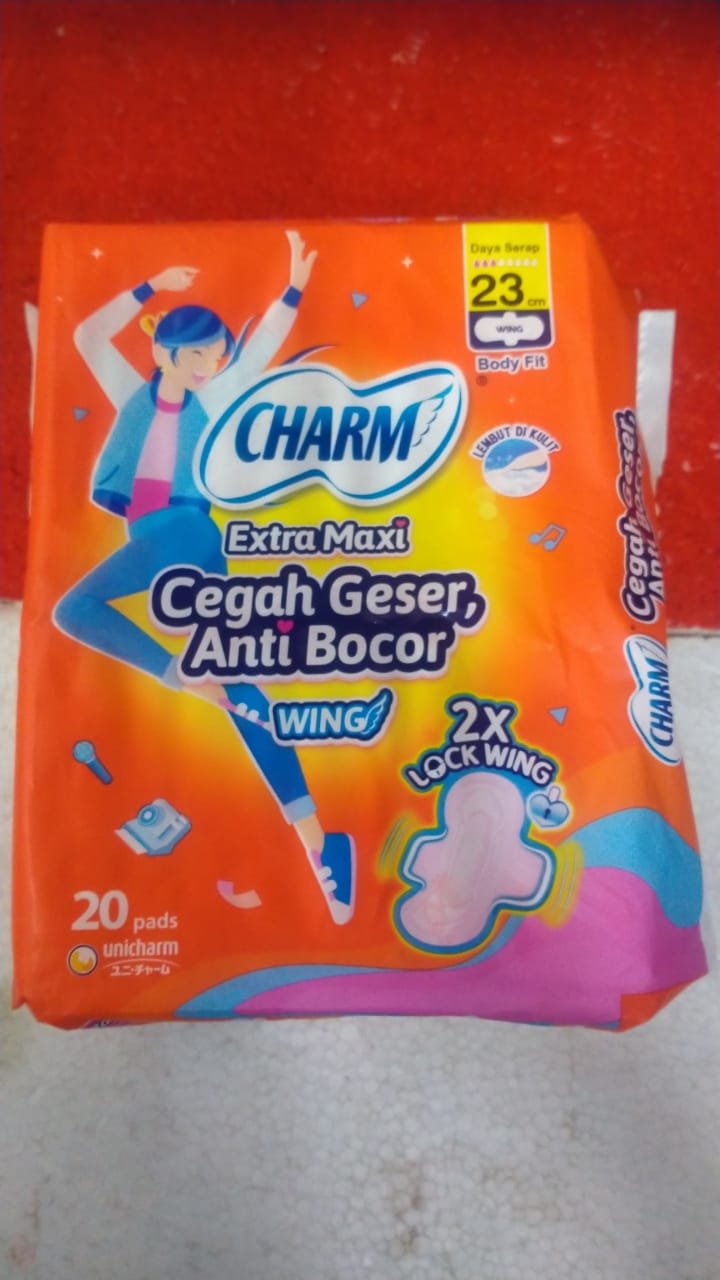 Daya Serap
23 cm
WING
Body Fit
®
CHARM
LEMBUT DI KULIT
Extra Maxi
Cegah Geser,
Anti Bocor
WING
2X
LOCK WING
20 pads
unicharm
ユニ・チャーム
Cegah Geser,
CHARM